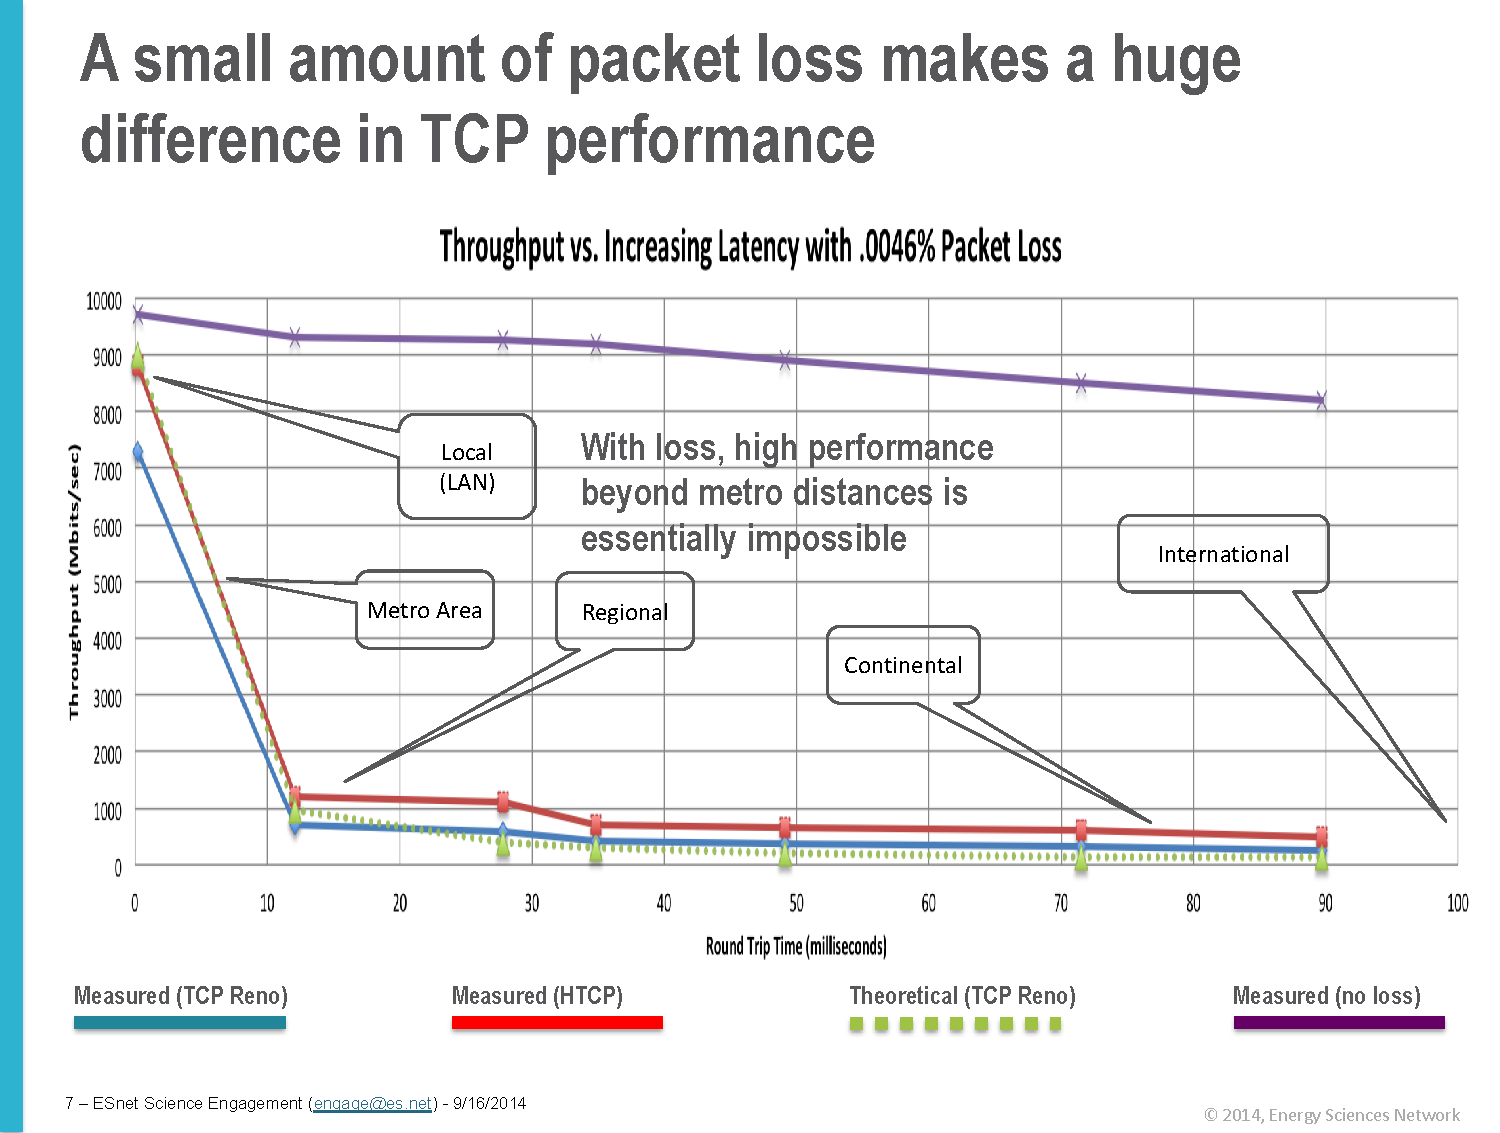 A small amount of packet loss makes a huge
difference in TCP performance
Throughput vs. Increasing Latency with .0046% Packet Loss
Throughput (Mbits/sec)
10000
9000
8000
7000
6000
5000
4000
3000
2000
1000
0
Local
(LAN)
With loss, high performance
beyond metro distances is
essentially impossible
Metro Area
Regional
Continental
International
0 10 20 30 40 50 60 70 80 90 100
Round Trip Time (milliseconds)
Measured (TCP Reno) Measured (HTCP) Theoretical (TCP Reno) Measured (no loss)
7 – ESnet Science Engagement (engage@es.net) - 9/16/2014
© 2014, Energy Sciences Network